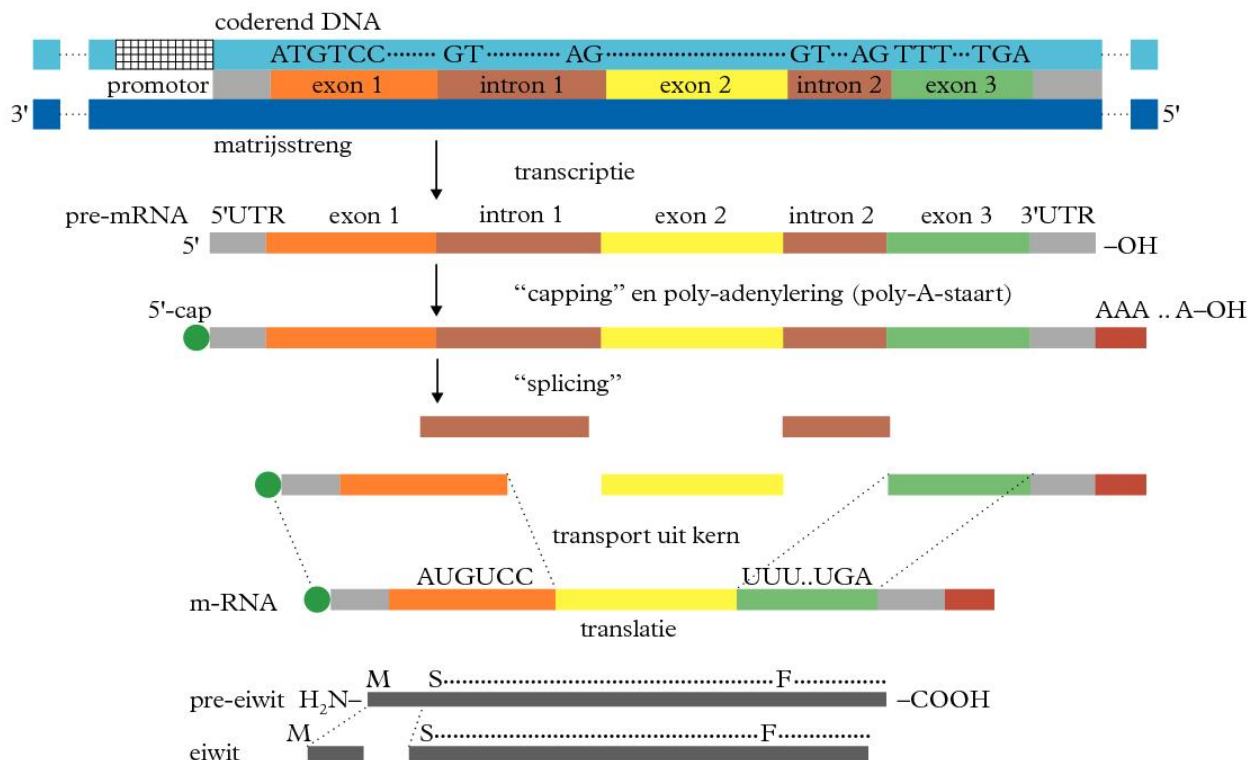 coderend DNA
ATGTCC········GT············AG·····························GT···AG TTT···TGA
promotor exon 1 intron 1 exon 2 intron 2 exon 3
3' 5'
matrijsstreng
transcriptie
pre-mRNA 5'UTR exon 1 intron 1 exon 2 intron 2 exon 3 3'UTR
5' –OH
“capping” en poly-adenylering (poly-A-staart)
5'-cap AAA .. A–OH
“splicing”
transport uit kern
AUGUCC UUU..UGA
m-RNA
translatie
M S......................................................F...............
pre-eiwit H₂N– –COOH
M S......................................................F...............
eiwit